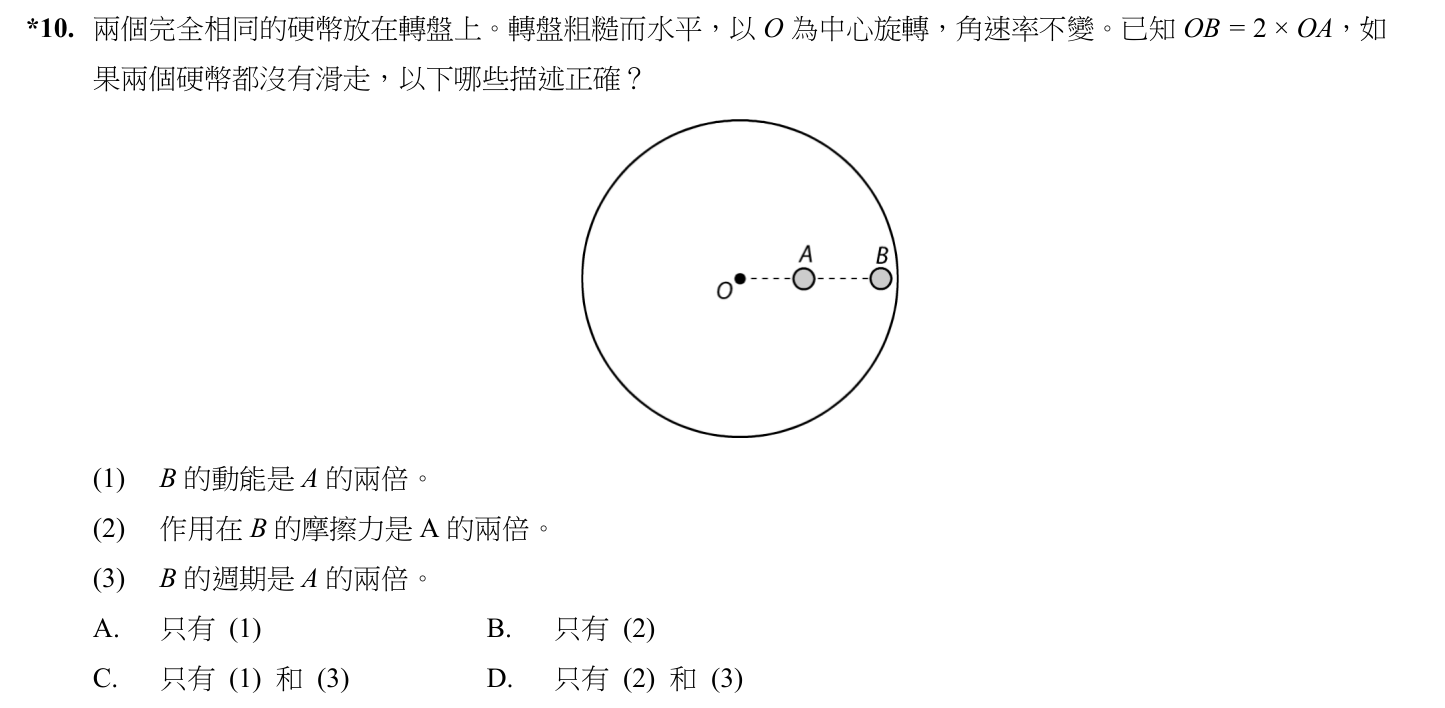 *10. 兩個完全相同的硬幣放在轉盤上。轉盤粗糙而水平，以 O 為中心旋轉，角速率不變。已知 OB = 2 × OA，如
果兩個硬幣都沒有滑走，以下哪些描述正確？
A B
O
(1) B 的動能是 A 的兩倍。
(2) 作用在 B 的摩擦力是 A 的兩倍。
(3) B 的週期是 A 的兩倍。
A. 只有 (1) B. 只有 (2)
C. 只有 (1) 和 (3) D. 只有 (2) 和 (3)